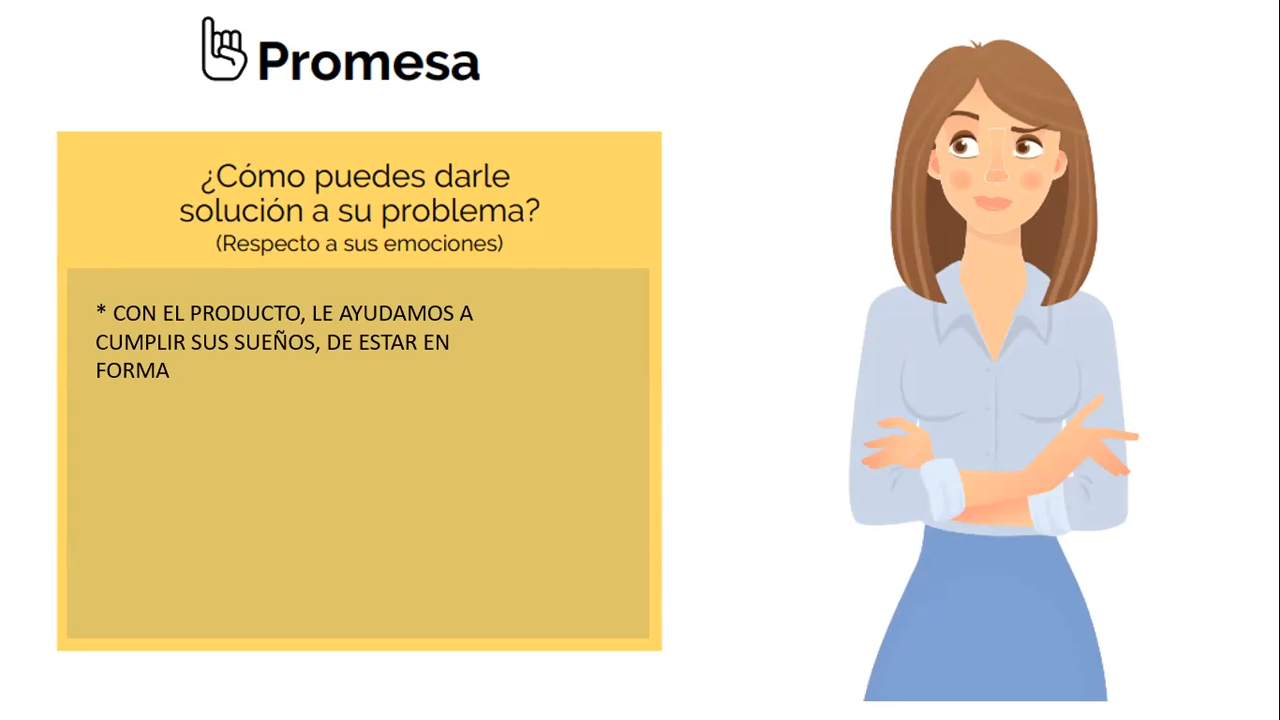 Promesa
¿Cómo puedes darle
solución a su problema?
(Respecto a sus emociones)
* CON EL PRODUCTO, LE AYUDAMOS A
CUMPLIR SUS SUEÑOS, DE ESTAR EN
FORMA